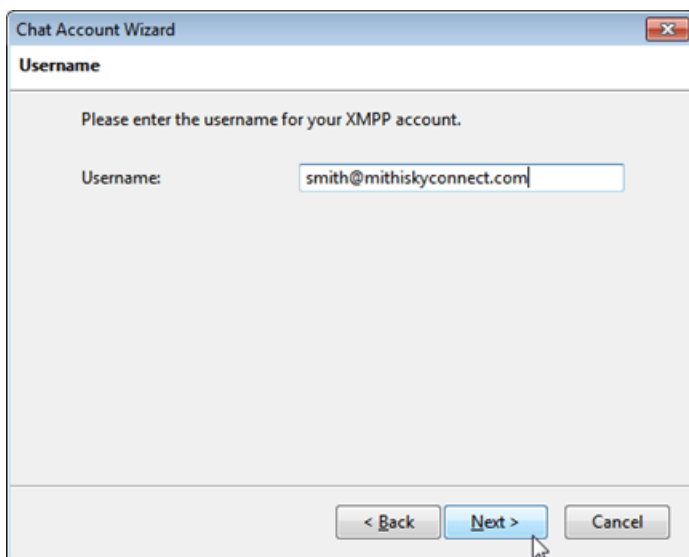 Chat Account Wizard
Username
Please enter the username for your XMPP account.
Username: smith@mithiskyconnect.com
< Back Next > Cancel